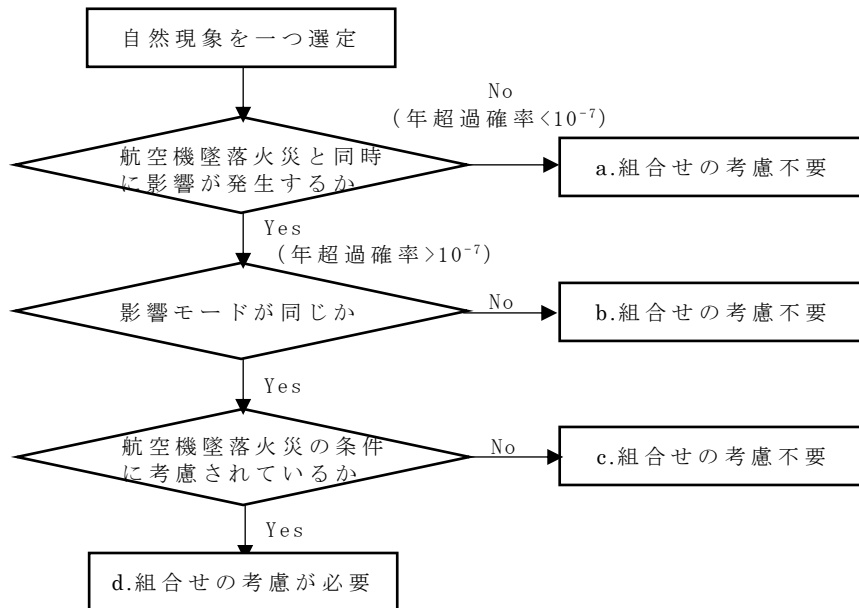 自然現象を一つ選定
No
(年超過確率<10⁻⁷)
航空機墜落火災と同時
に影響が発生するか
a.組合せの考慮不要
Yes
(年超過確率>10⁻⁷)
影響モードが同じか
No
b.組合せの考慮不要
Yes
航空機墜落火災の条件
に考慮されているか
No
c.組合せの考慮不要
Yes
d.組合せの考慮が必要